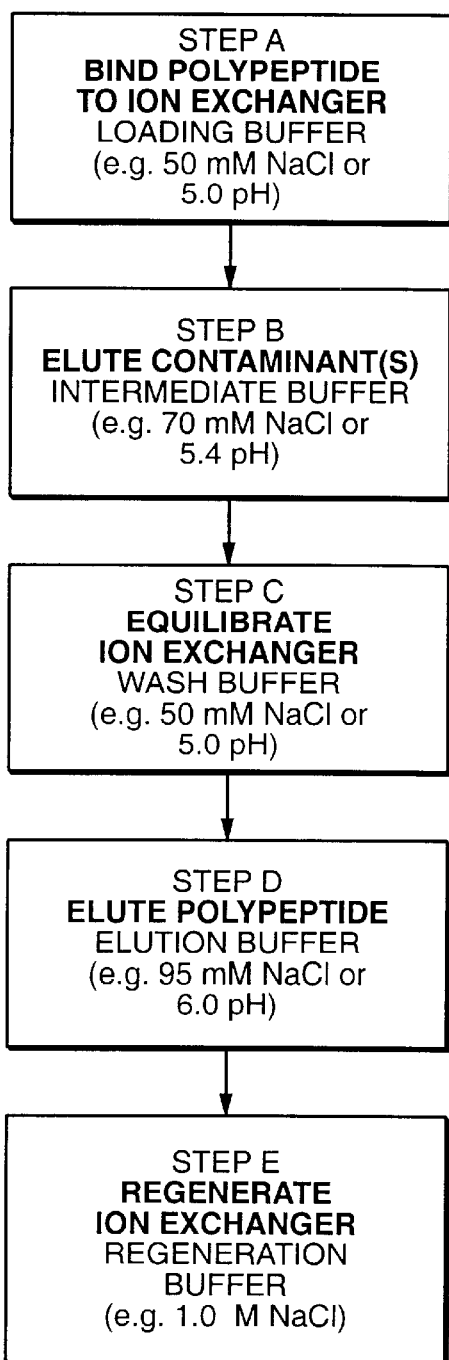 STEP A
BIND POLYPEPTIDE
TO ION EXCHANGER
LOADING BUFFER
(e.g. 50 mM NaCl or
5.0 pH)
STEP B
ELUTE CONTAMINANT(S)
INTERMEDIATE BUFFER
(e.g. 70 mM NaCl or
5.4 pH)
STEP C
EQUILIBRATE
ION EXCHANGER
WASH BUFFER
(e.g. 50 mM NaCl or
5.0 pH)
STEP D
ELUTE POLYPEPTIDE
ELUTION BUFFER
(e.g. 95 mM NaCl or
6.0 pH)
STEP E
REGENERATE
ION EXCHANGER
REGENERATION
BUFFER
(e.g. 1.0 M NaCl)